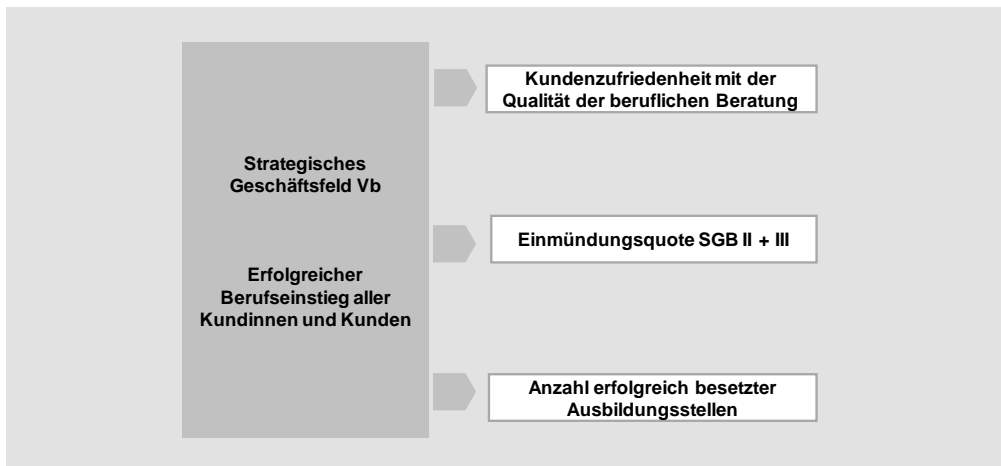 Strategisches
Geschäftsfeld Vb
Erfolgreicher
Berufseinstieg aller
Kundinnen und Kunden
Kundenzufriedenheit mit der
Qualität der beruflichen Beratung
Einmündungsquote SGB II + III
Anzahl erfolgreich besetzter
Ausbildungsstellen